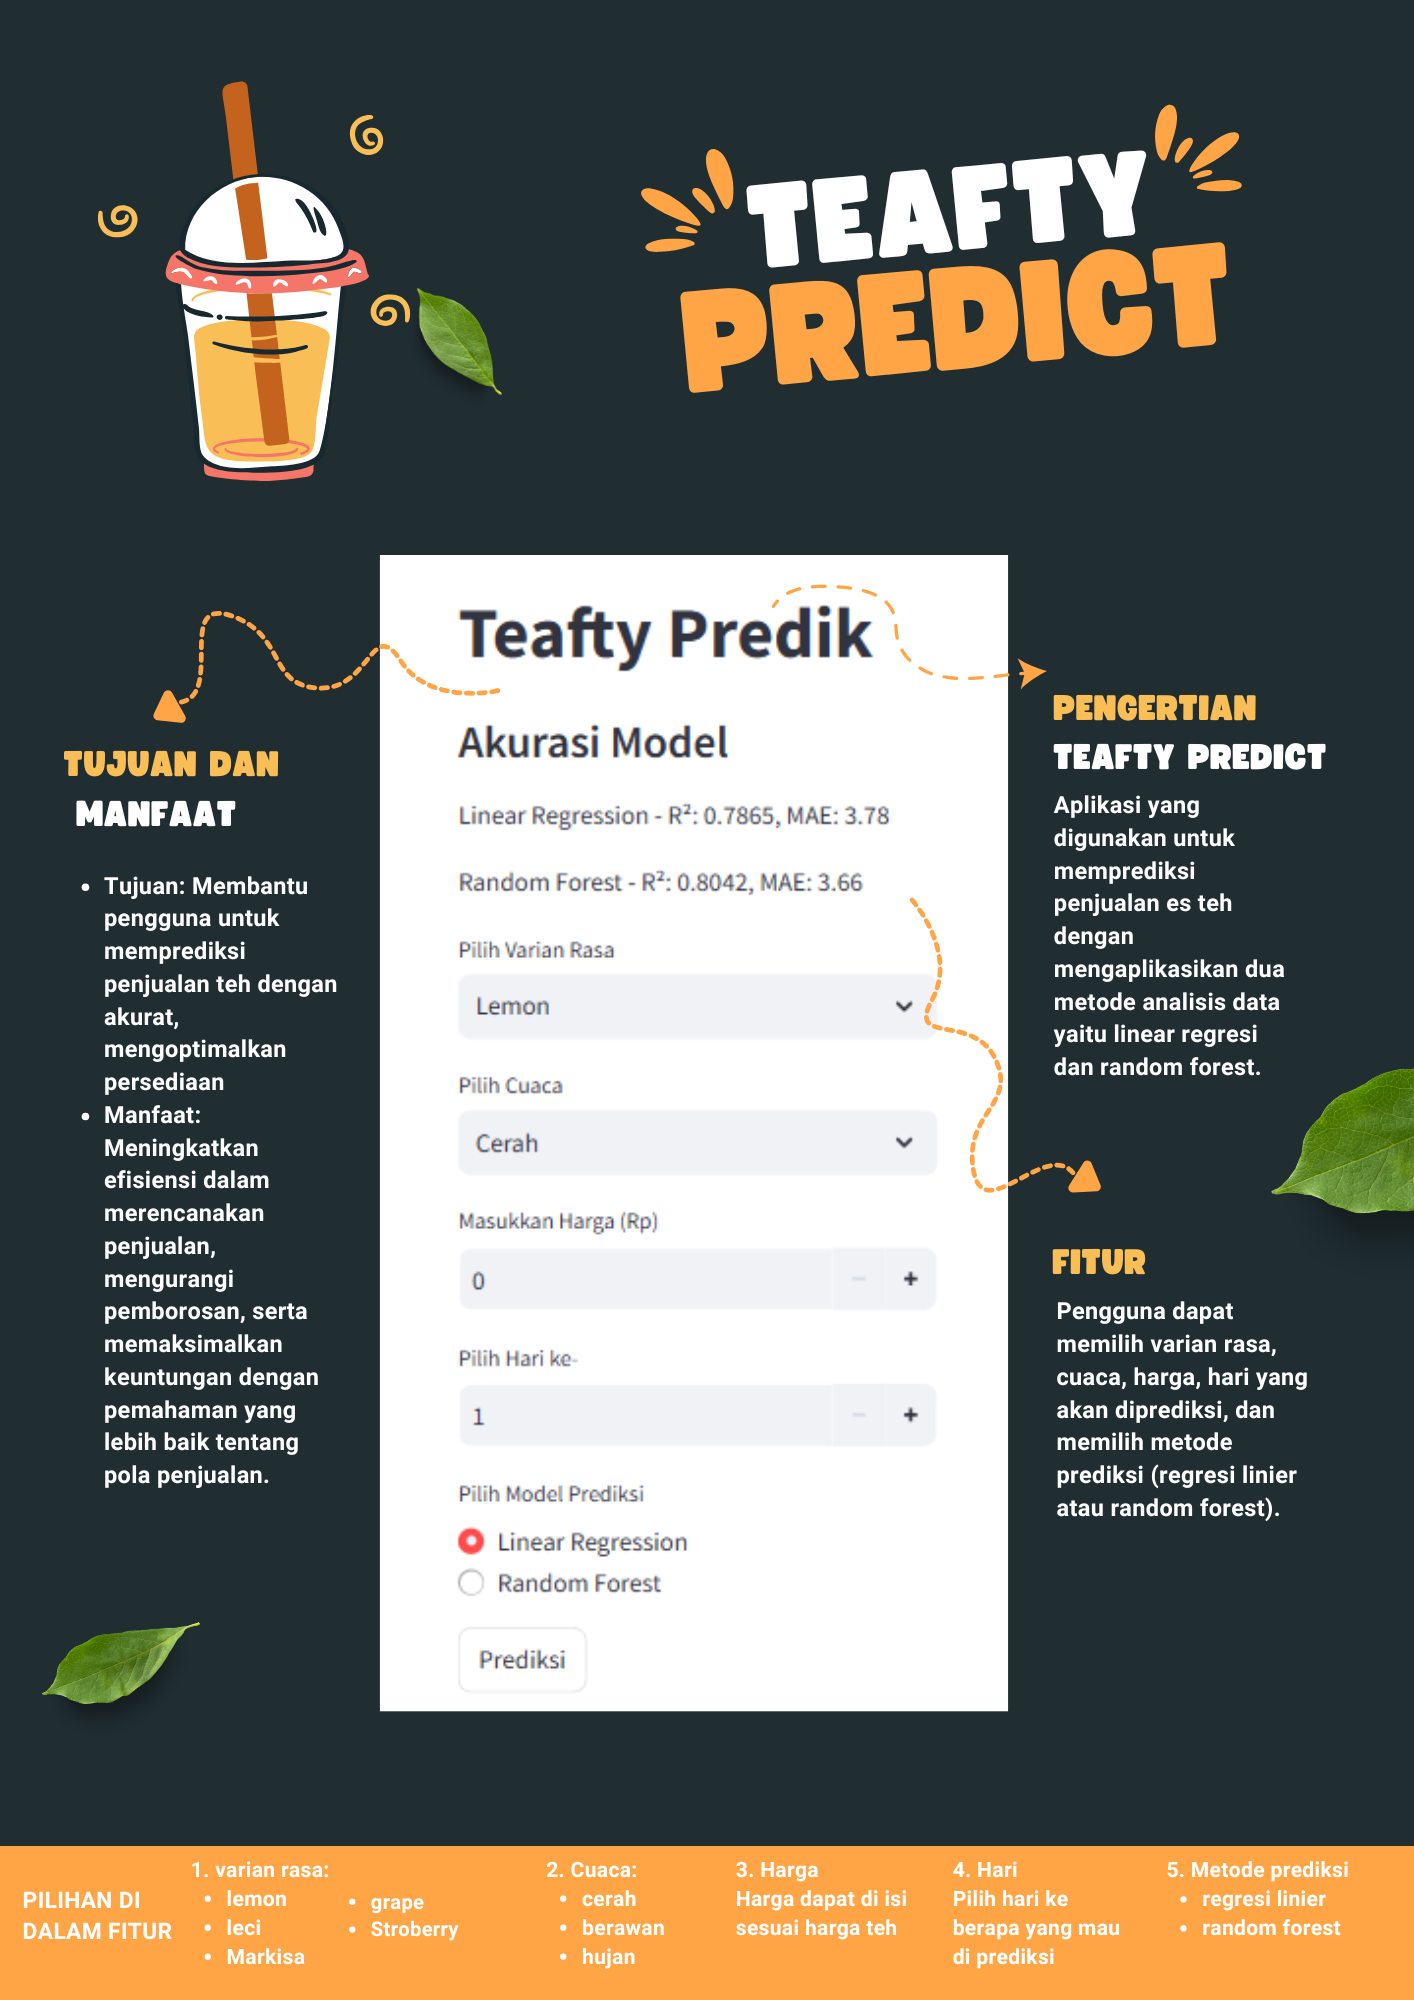 TEAFTY
PREDICT
Teafty Predik
Akurasi Model
Linear Regression - R²: 0.7865, MAE: 3.78
Random Forest - R²: 0.8042, MAE: 3.66
Pilih Varian Rasa
Lemon
Pilih Cuaca
Cerah
Masukkan Harga (Rp)
0
− +
Pilih Hari ke-
1
− +
Pilih Model Prediksi
Linear Regression
Random Forest
Prediksi
TUJUAN DAN
MANFAAT
• Tujuan: Membantu
pengguna untuk
memprediksi
penjualan teh dengan
akurat,
mengoptimalkan
persediaan
• Manfaat:
Meningkatkan
efisiensi dalam
merencanakan
penjualan,
mengurangi
pemborosan, serta
memaksimalkan
keuntungan dengan
pemahaman yang
lebih baik tentang
pola penjualan.
PENGERTIAN
TEAFTY PREDICT
Aplikasi yang
digunakan untuk
memprediksi
penjualan es teh
dengan
mengaplikasikan dua
metode analisis data
yaitu linear regresi
dan random forest.
FITUR
Pengguna dapat
memilih varian rasa,
cuaca, harga, hari yang
akan diprediksi, dan
memilih metode
prediksi (regresi linier
atau random forest).
PILIHAN DI
DALAM FITUR
1. varian rasa:
• lemon
• leci
• Markisa
• grape
• Stroberry
2. Cuaca:
• cerah
• berawan
• hujan
3. Harga
Harga dapat di isi
sesuai harga teh
4. Hari
Pilih hari ke
berapa yang mau
di prediksi
5. Metode prediksi
• regresi linier
• random forest